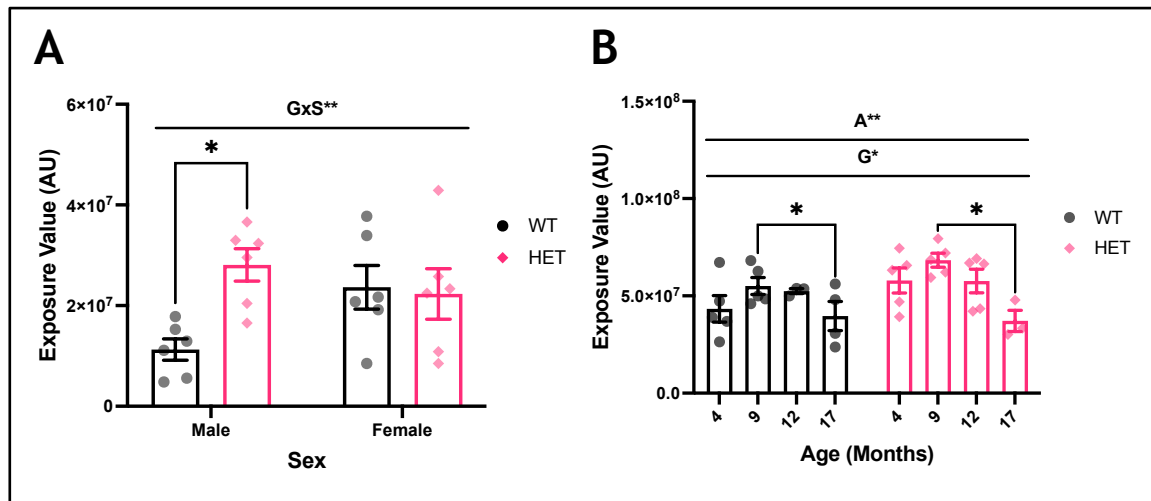 A
Exposure Value (AU)
6×10⁷
4×10⁷
2×10⁷
0
GxS**
*
Male
Female
Sex
WT
HET
B
Exposure Value (AU)
1.5×10⁸
1.0×10⁸
5.0×10⁷
0.0
A**
G*
*
*
4
9
12
17
4
9
12
17
Age (Months)
WT
HET